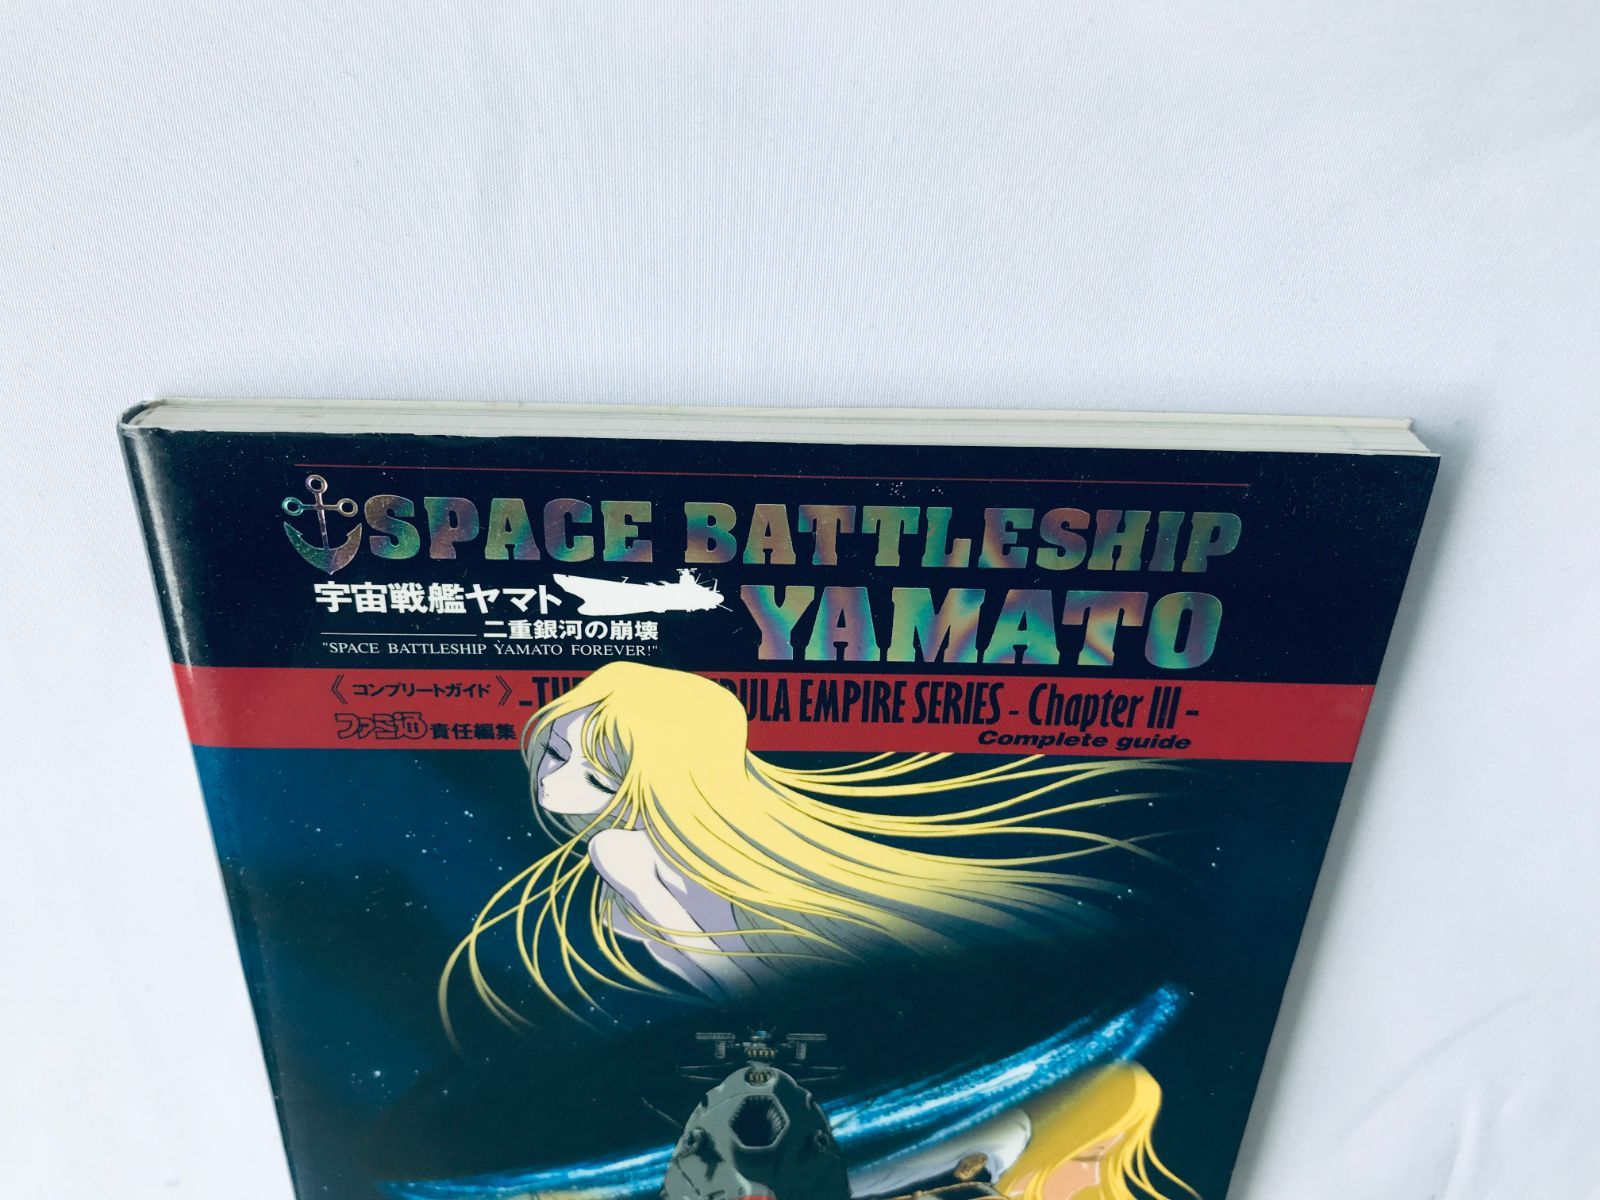 SPACE BATTLESHIP
宇宙戦艦ヤマト
YAMATO
二重銀河の崩壊
"SPACE BATTLESHIP YAMATO FOREVER!"
《コンプリートガイド》
EMPIRE SERIES - Chapter III -
ファミ通 責任編集
Complete guide